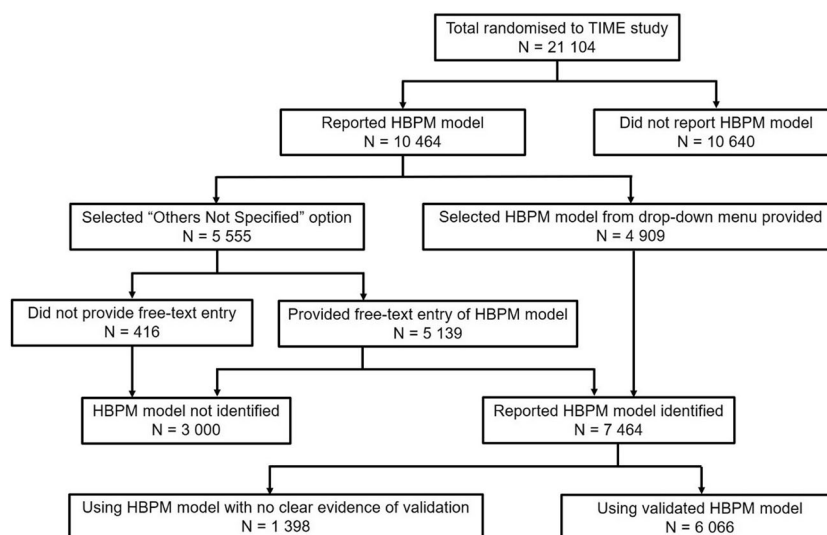 Total randomised to TIME study
N = 21 104
Reported HBPM model
N = 10 464
Did not report HBPM model
N = 10 640
Selected “Others Not Specified” option
N = 5 555
Selected HBPM model from drop-down menu provided
N = 4 909
Did not provide free-text entry
N = 416
Provided free-text entry of HBPM model
N = 5 139
HBPM model not identified
N = 3 000
Reported HBPM model identified
N = 7 464
Using HBPM model with no clear evidence of validation
N = 1 398
Using validated HBPM model
N = 6 066